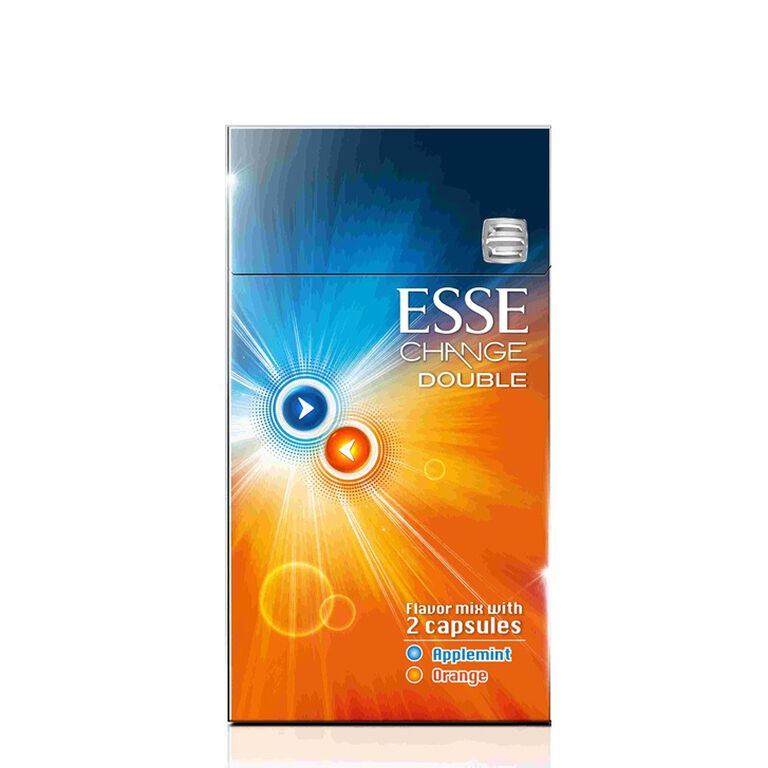 ESSE
CHANGE
DOUBLE
Flavor mix with
2 capsules
Applemint
Orange